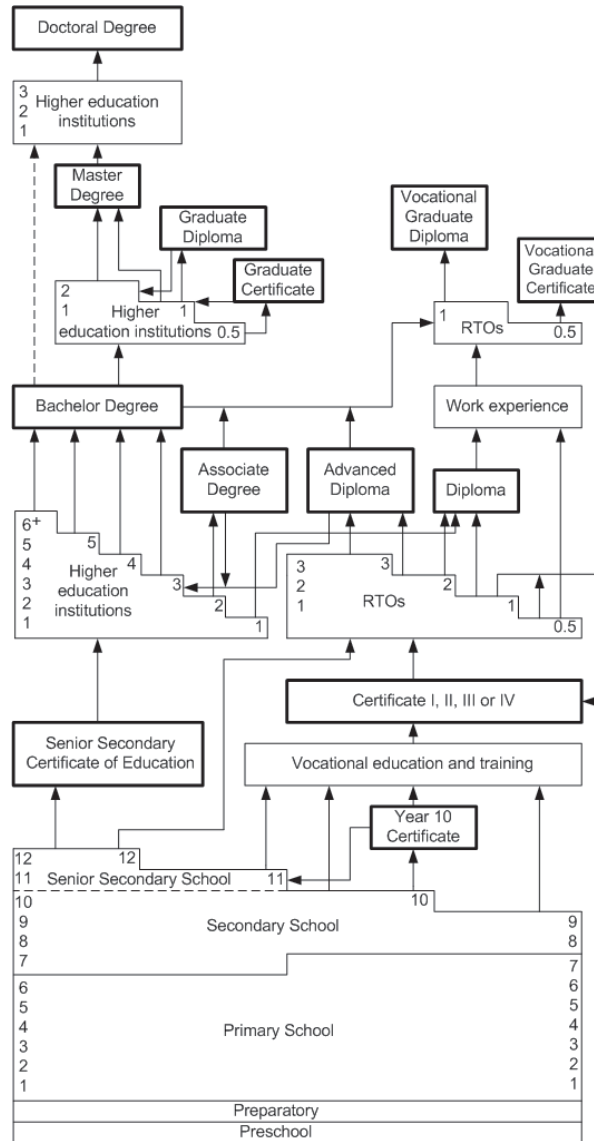 Doctoral Degree
3
2
1
Higher education
institutions
Master
Degree
Graduate
Diploma
Graduate
Certificate
Vocational
Graduate
Diploma
Vocational
Graduate
Certificate
2
1
1
Higher
education institutions
0.5
1
RTOs
0.5
Bachelor Degree
Work experience
Associate
Degree
Advanced
Diploma
Diploma
6+
5
4
3
2
1
5
4
3
2
1
Higher
education
institutions
3
2
1
3
2
1
0.5
RTOs
Certificate I, II, III or IV
Senior Secondary
Certificate of Education
Vocational education and training
Year 10
Certificate
12
12
11
Senior Secondary School
11
10
10
9
8
7
Secondary School
9
8
7
6
5
4
3
2
1
Primary School
6
5
4
3
2
1
Preparatory
Preschool